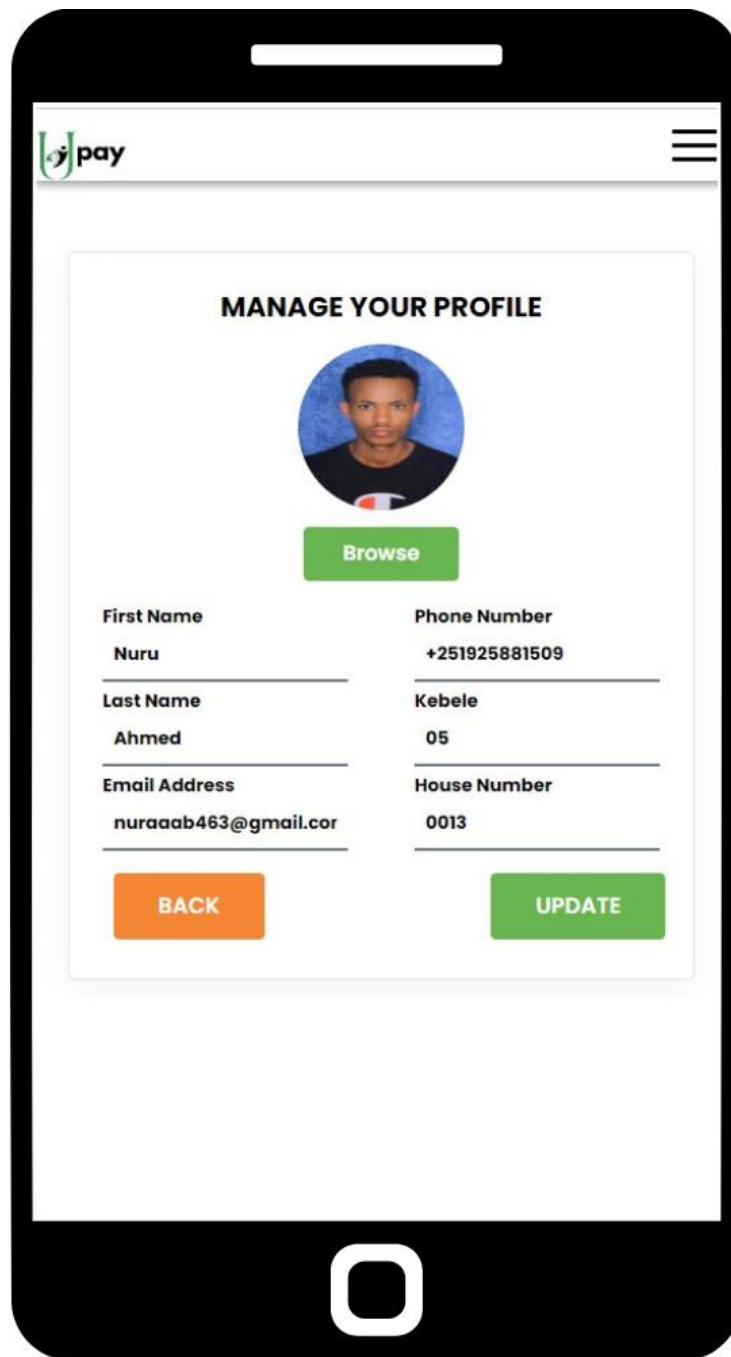 pay
MANAGE YOUR PROFILE
Browse
First Name
Phone Number
Nuru
+251925881509
Last Name
Kebele
Ahmed
05
Email Address
House Number
nuraaab463@gmail.cor
0013
BACK
UPDATE